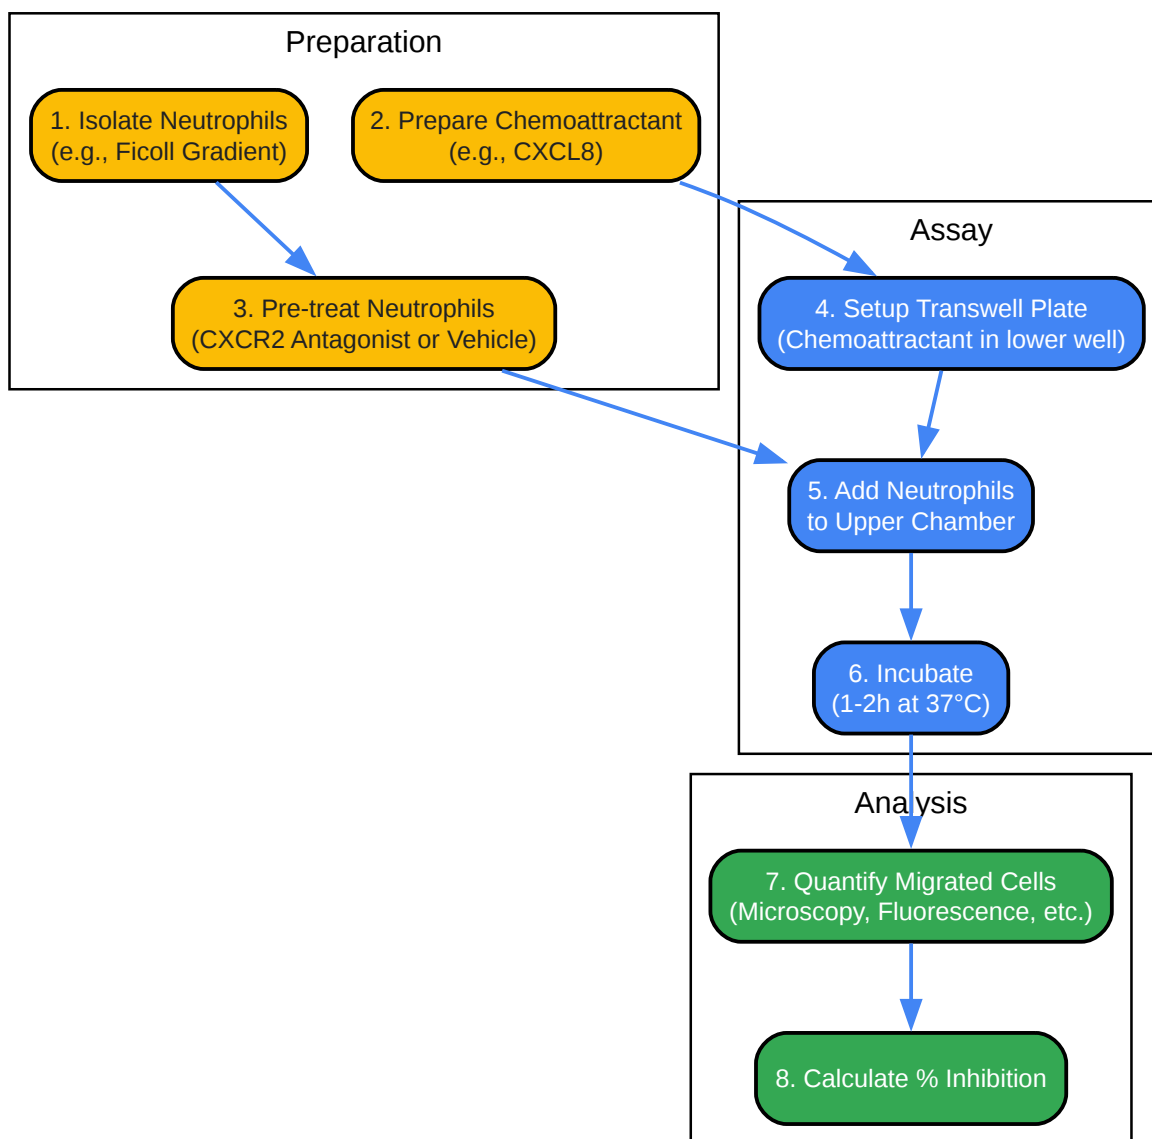 Preparation
1. Isolate Neutrophils
(e.g., Ficoll Gradient)
2. Prepare Chemoattractant
(e.g., CXCL8)
3. Pre-treat Neutrophils
(CXCR2 Antagonist or Vehicle)
Assay
4. Setup Transwell Plate
(Chemoattractant in lower well)
5. Add Neutrophils
to Upper Chamber
6. Incubate
(1-2h at 37°C)
Analysis
7. Quantify Migrated Cells
(Microscopy, Fluorescence, etc.)
8. Calculate % Inhibition